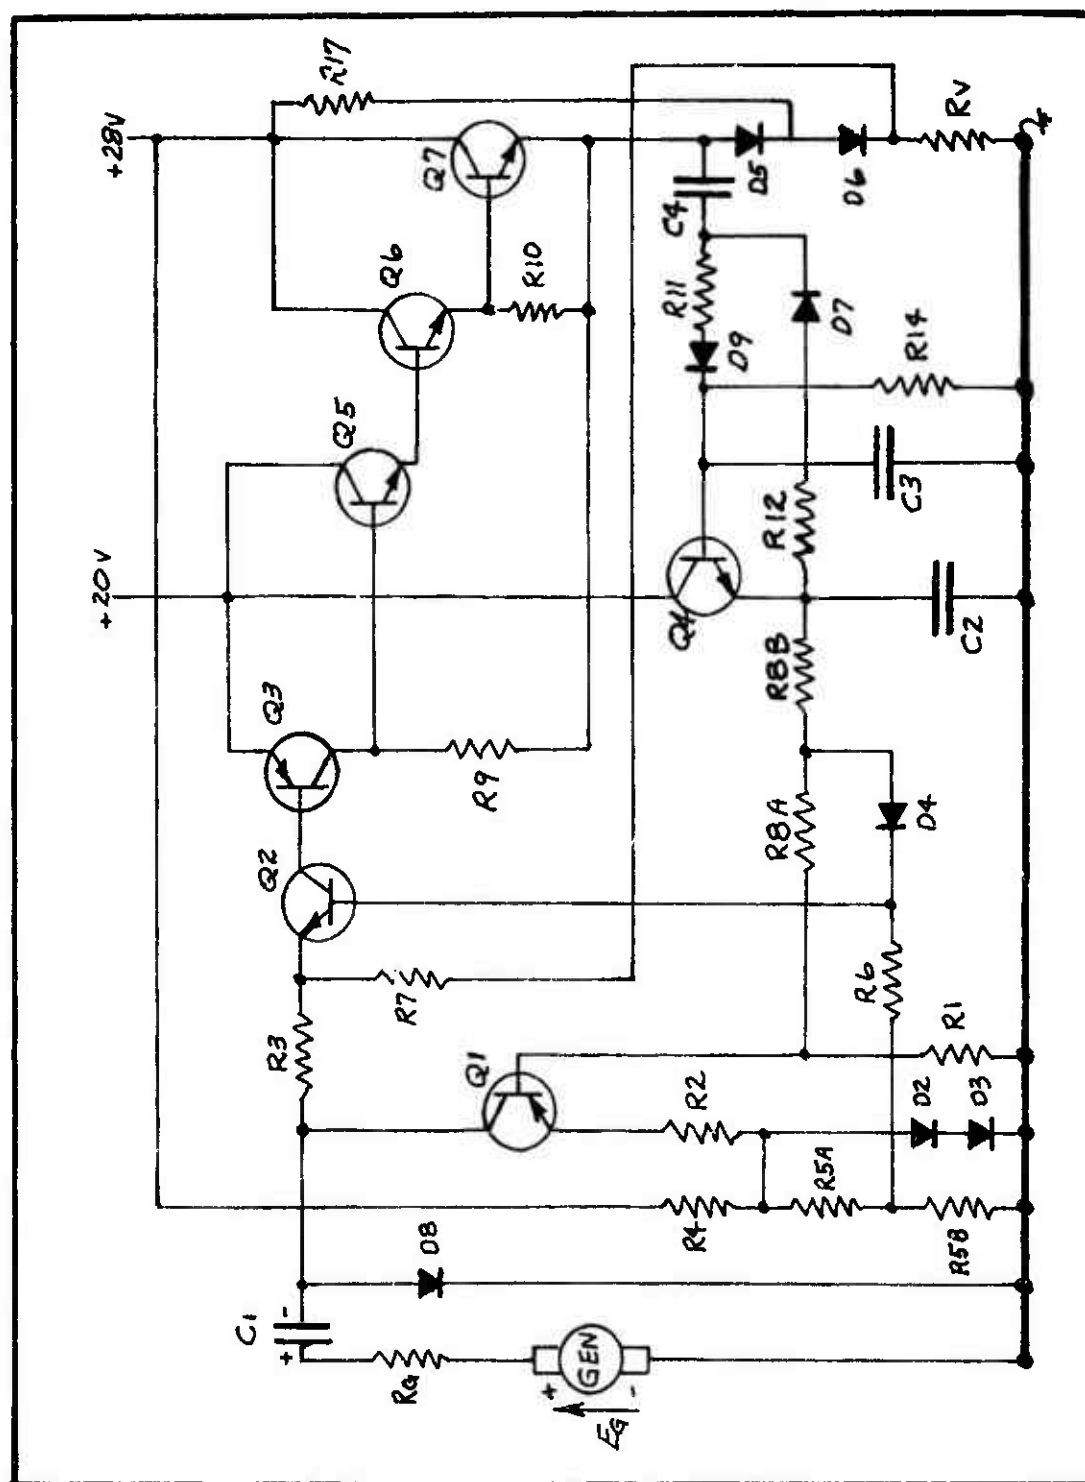 +28V
R17
Q7
D5
D6
RV
C4
Q6
R10
R11
D7
D9
R14
Q5
C3
R12
+20V
Q4
C2
R8B
Q3
R9
R8A
D4
Q2
R7
R6
R3
Q1
R2
R1
D2
D3
R5A
R4
R5B
D8
C1
+ -
RG
GEN
+
-
EG